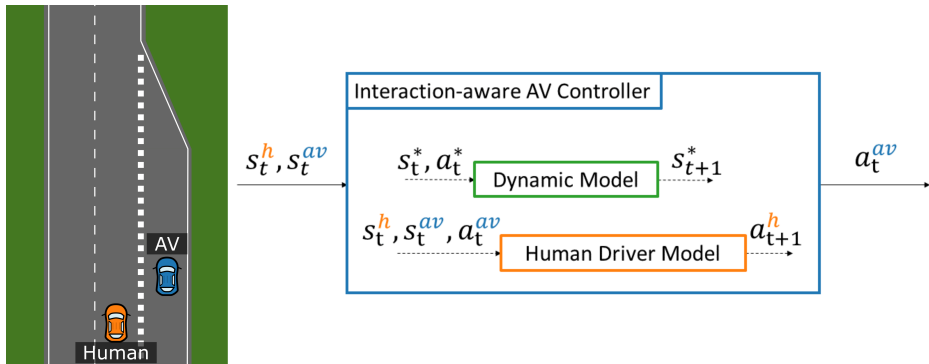 AV
Human
s_t^h, s_t^av
Interaction-aware AV Controller
s_t^*, a_t^*
Dynamic Model
s_{t+1}^*
s_t^h, s_t^av, a_t^av
Human Driver Model
a_{t+1}^h
a_t^av